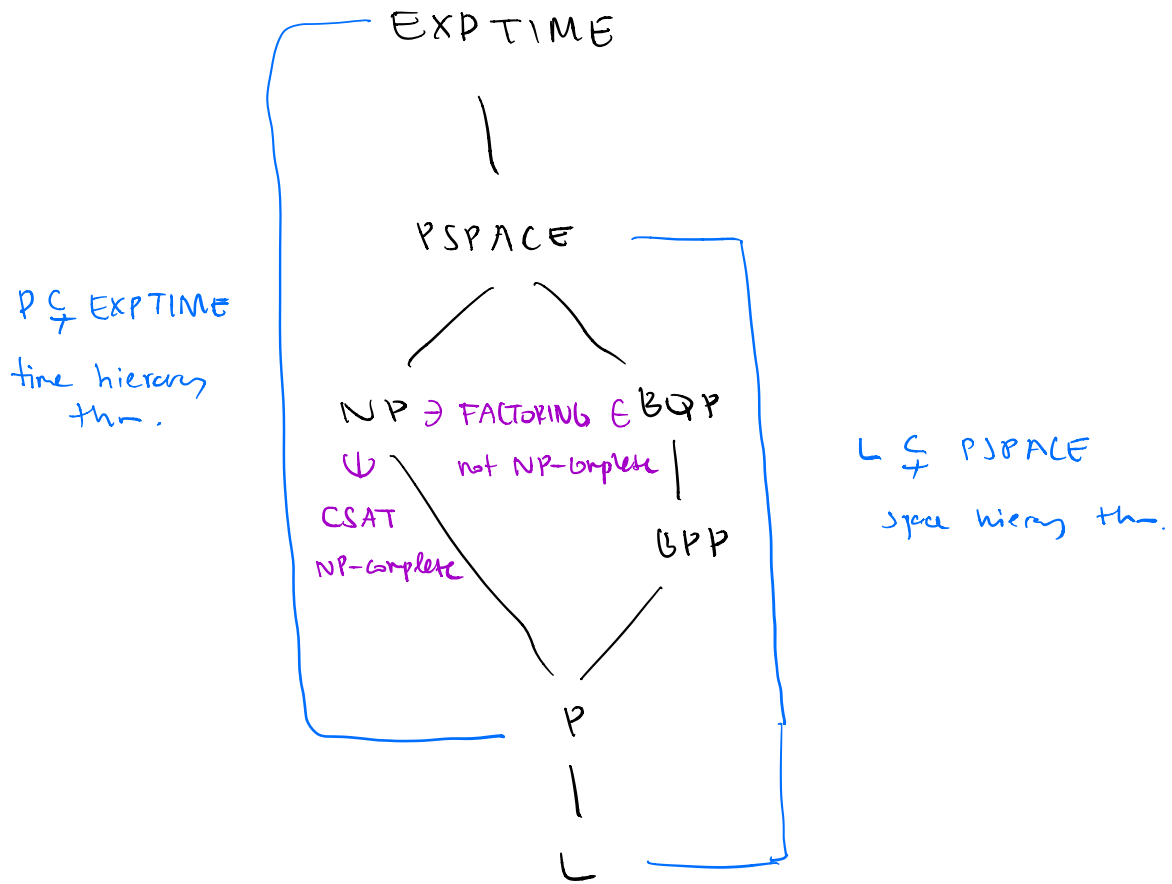 EXPTIME
PSPACE
P ⊊ EXPTIME
time hierarchy
thm.
NP ∋ FACTORING ∈ BQP
not NP-complete
CSAT
NP-complete
BPP
L ⊊ PSPACE
space hierarchy thm.
P
L